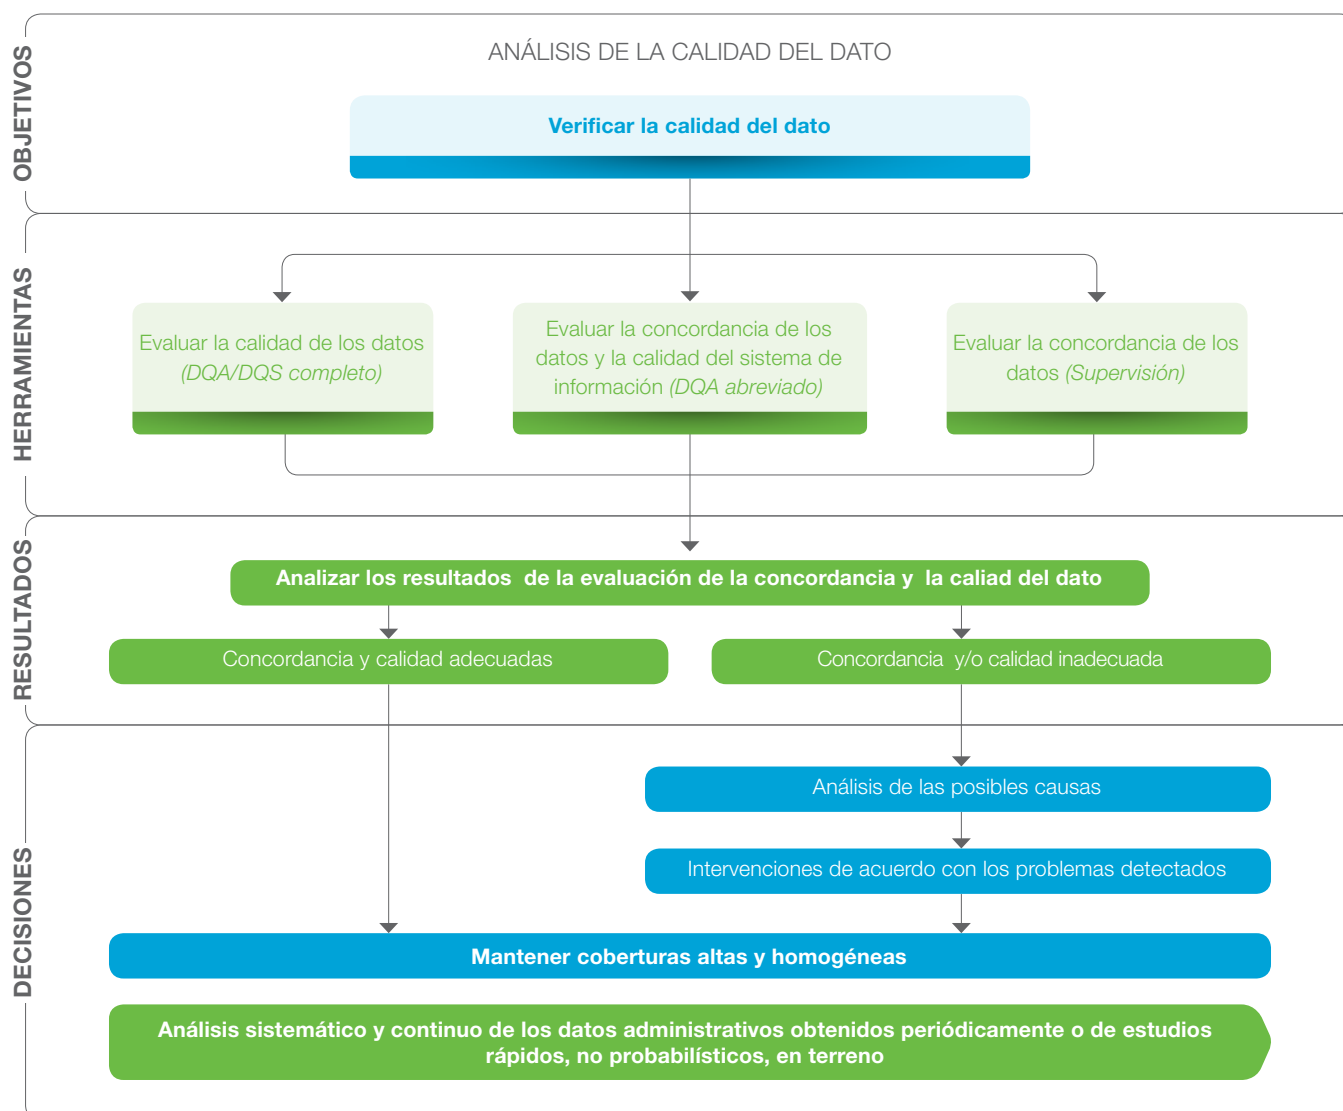 OBJETIVOS
ANÁLISIS DE LA CALIDAD DEL DATO
Verificar la calidad del dato
HERRAMIENTAS
Evaluar la calidad de los datos
(DQA/DQS completo)
Evaluar la concordancia de los
datos y la calidad del sistema de
información (DQA abreviado)
Evaluar la concordancia de los
datos (Supervisión)
RESULTADOS
Analizar los resultados de la evaluación de la concordancia y la caliad del dato
Concordancia y calidad adecuadas
Concordancia y/o calidad inadecuada
DECISIONES
Análisis de las posibles causas
Intervenciones de acuerdo con los problemas detectados
Mantener coberturas altas y homogéneas
Análisis sistemático y continuo de los datos administrativos obtenidos periódicamente o de estudios
rápidos, no probabilísticos, en terreno